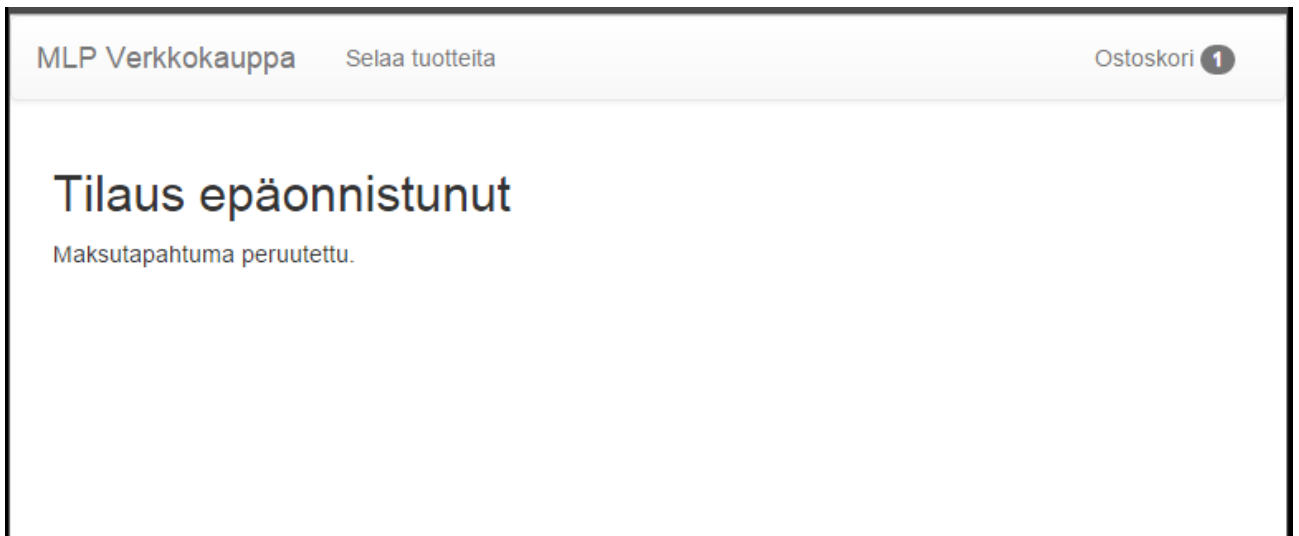 MLP Verkkokauppa Selaa tuotteita Ostoskori 1
Tilaus epäonnistunut
Maksutapahtuma peruutettu.